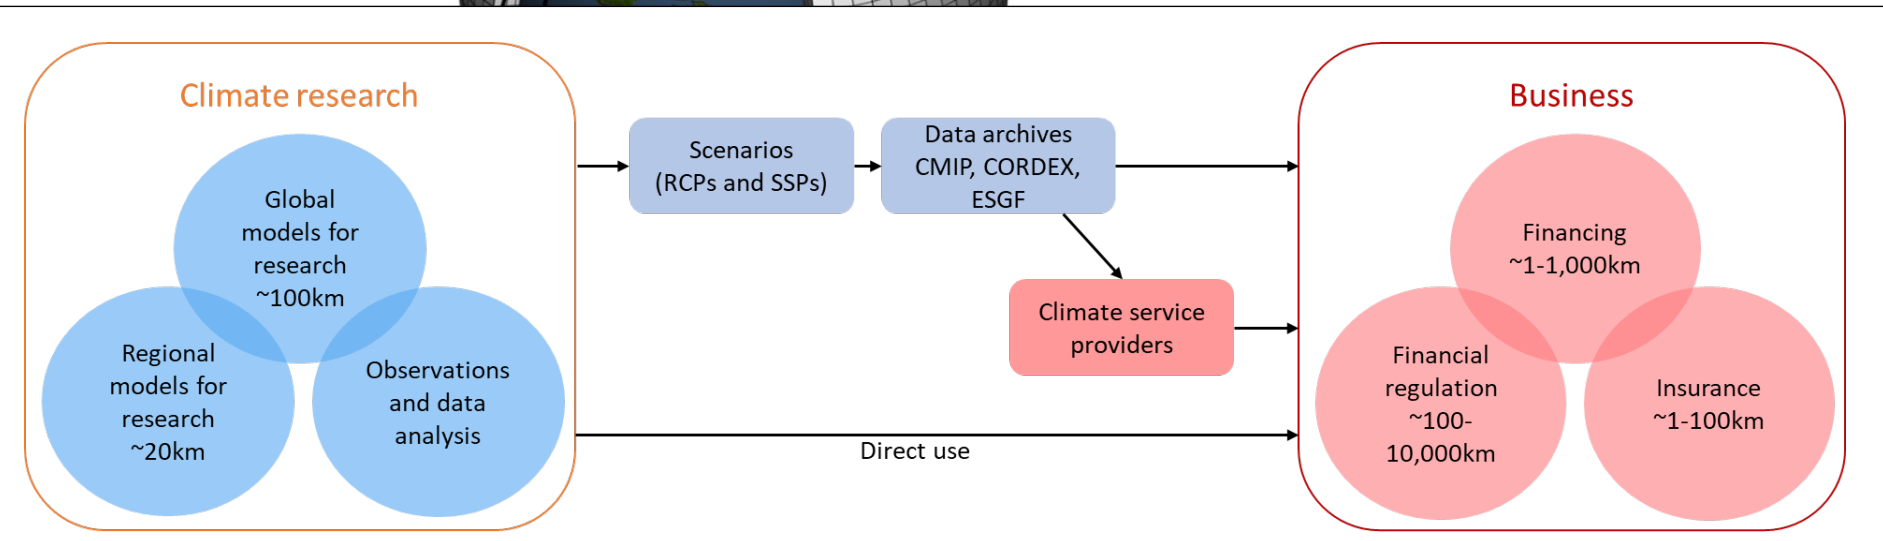 Climate research
Global
models for
research
~100km
Regional
models for
research
~20km
Observations
and data
analysis
Scenarios
(RCPs and SSPs)
Data archives
CMIP, CORDEX,
ESGF
Climate service
providers
Direct use
Business
Financing
~1-1,000km
Financial
regulation
~100-
10,000km
Insurance
~1-100km